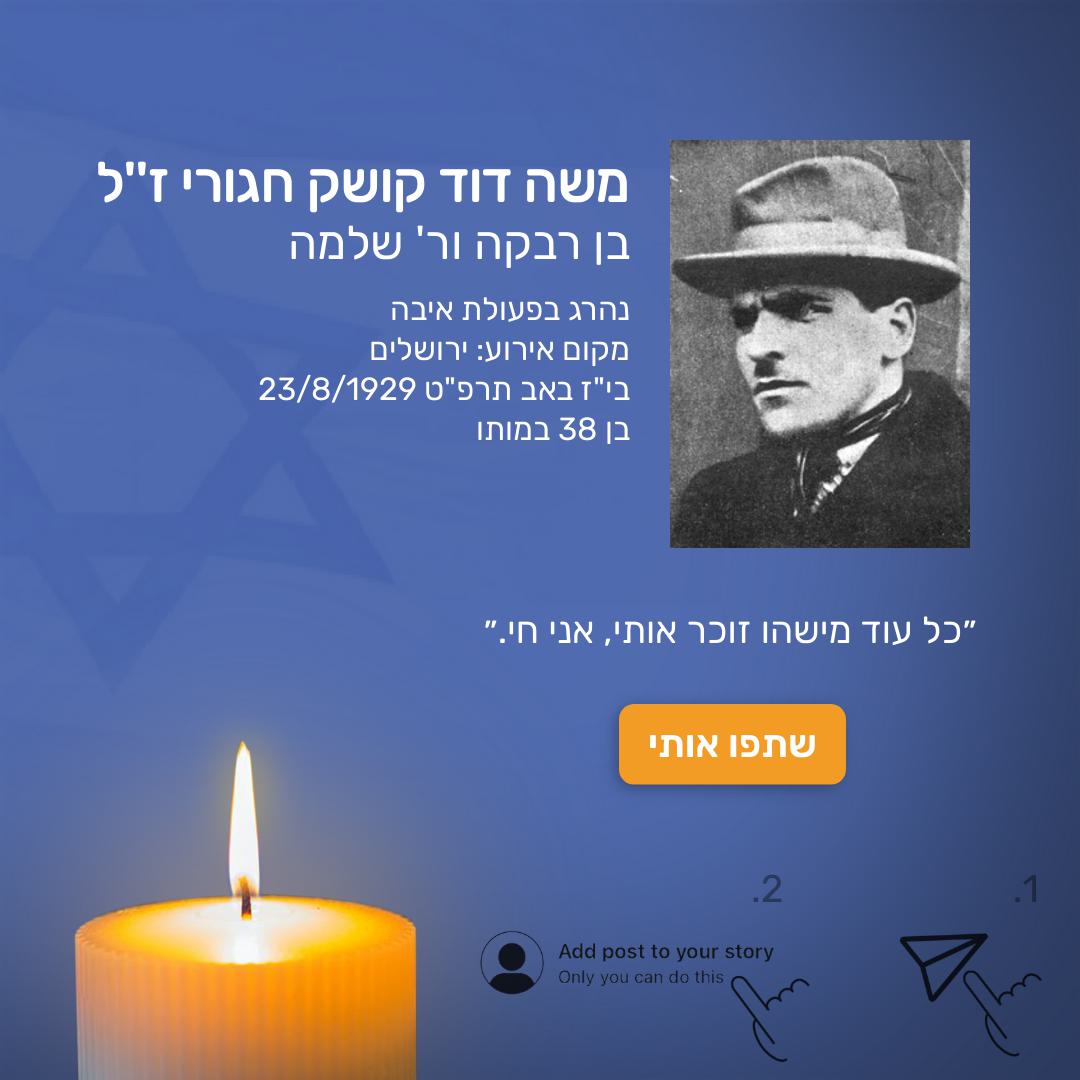 משה דוד קושק חגורי ז"ל
בן רבקה ור' שלמה
נהרג בפעולת איבה
מקום אירוע: ירושלים
בי"ז באב תרפ"ט 23/8/1929
בן 38 במותו
״כל עוד מישהו זוכר אותי, אני חי.״
שתפו אותי
1.
2.
Add post to your story
Only you can do this